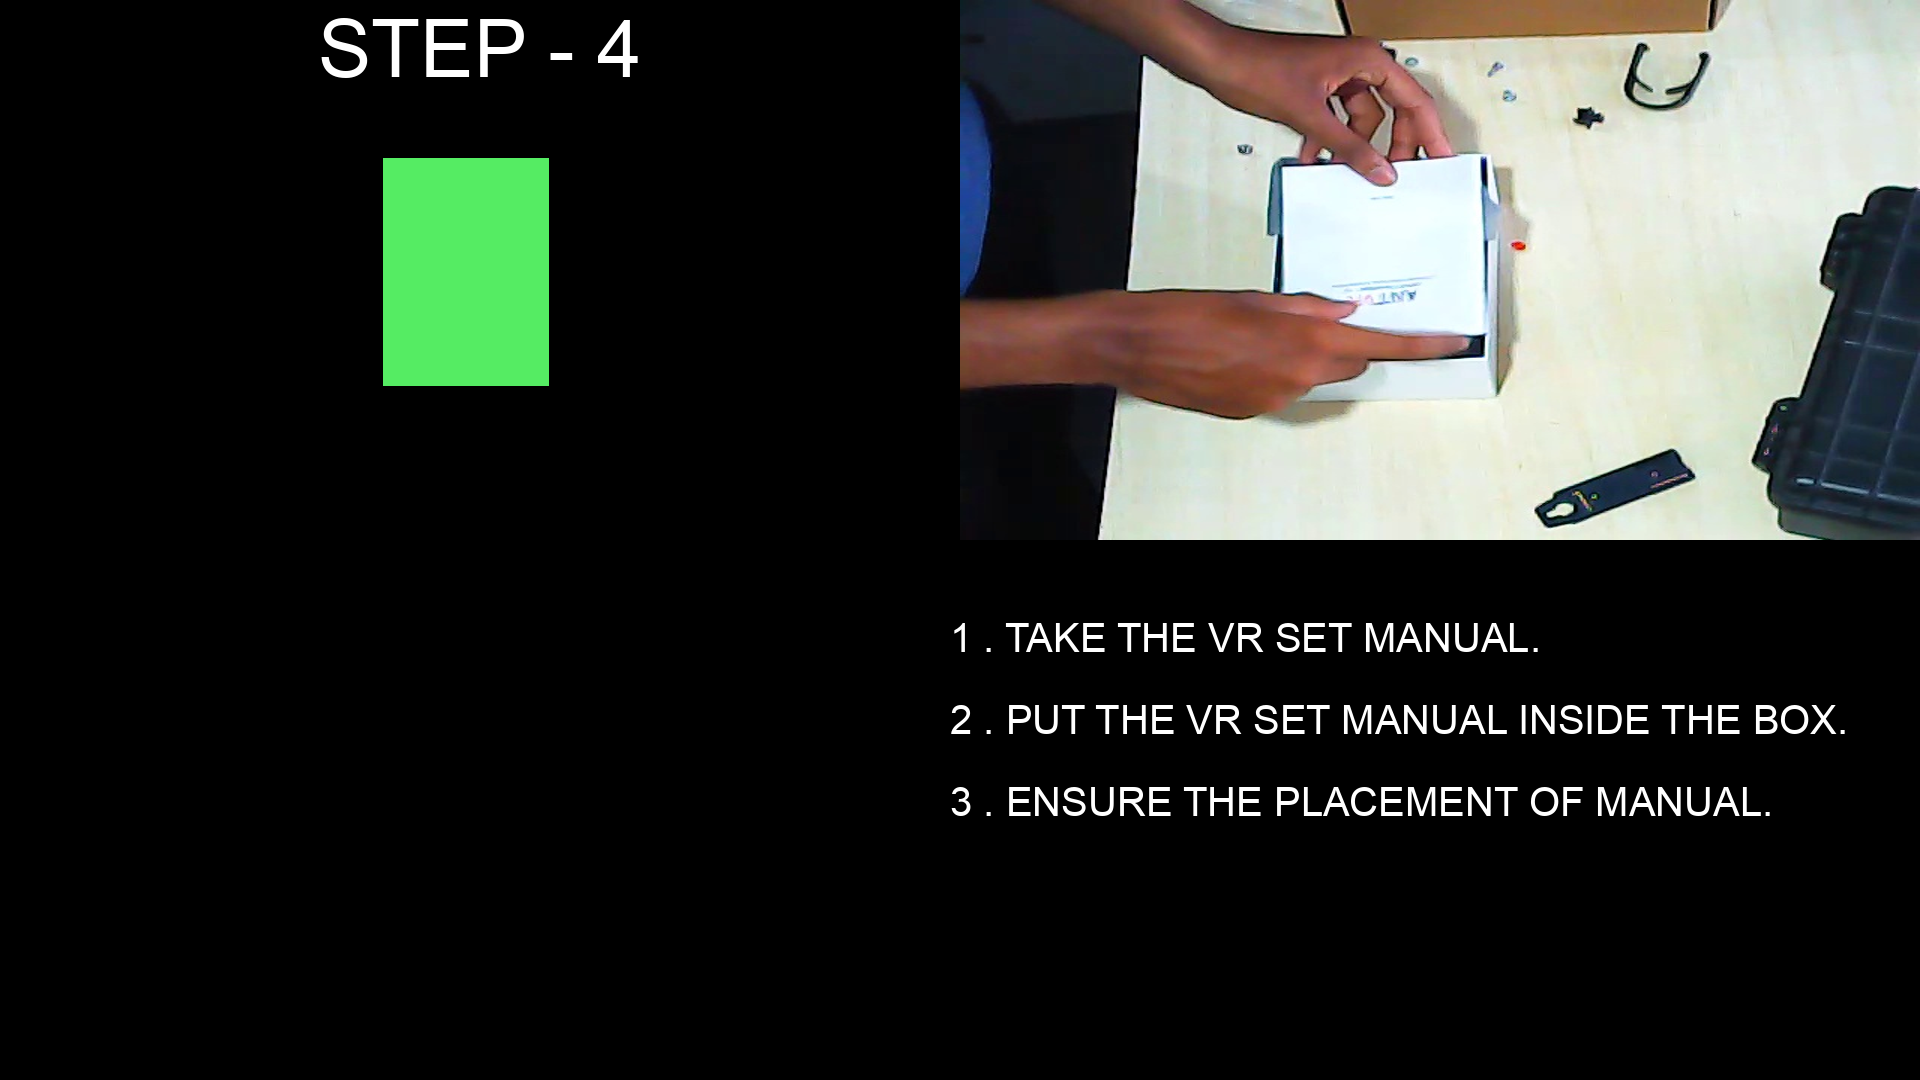 STEP - 4
1 . TAKE THE VR SET MANUAL.
2 . PUT THE VR SET MANUAL INSIDE THE BOX.
3 . ENSURE THE PLACEMENT OF MANUAL.